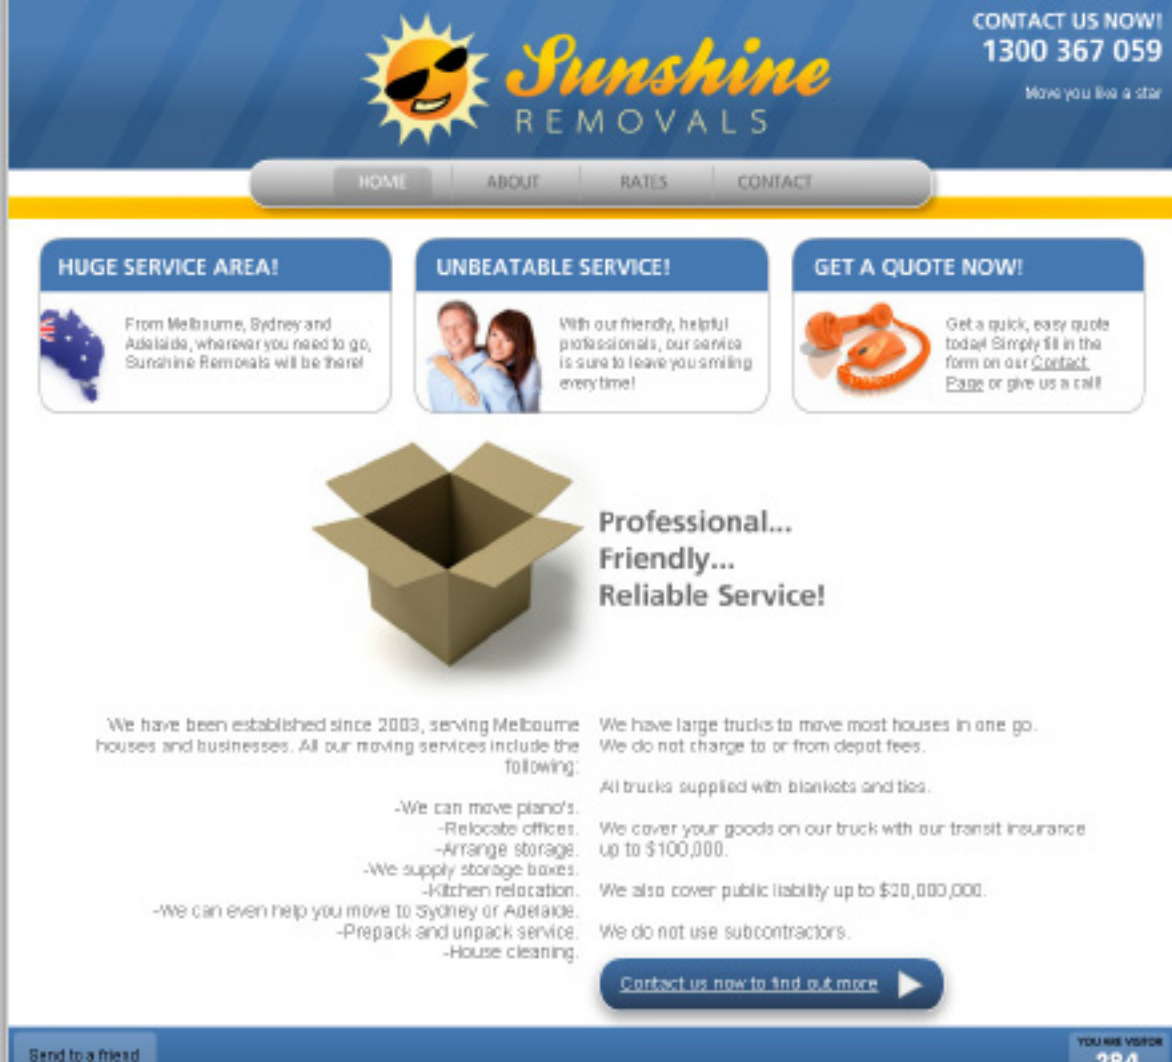 Sunshine
REMOVALS
CONTACT US NOW!
1300 367 059
Move you like a star
HOME
ABOUT
RATES
CONTACT
HUGE SERVICE AREA!
From Melbourne, Sydney and
Adelaide, wherever you need to go,
Sunshine Removals will be there!
UNBEATABLE SERVICE!
With our friendly, helpful
professionals, our service
is sure to leave you smiling
every time!
GET A QUOTE NOW!
Get a quick, easy quote
today! Simply fill in the
form on our Contact
Page or give us a call!
Professional...
Friendly...
Reliable Service!
We have been established since 2003, serving Melbourne
houses and businesses. All our moving services include the
following:
-We can move piano's.
-Relocate offices.
-Arrange storage.
-We supply storage boxes.
-Kitchen relocation.
-We can even help you move to Sydney or Adelaide.
-Prepack and unpack service.
-House cleaning.
We have large trucks to move most houses in one go.
We do not charge to or from depot fees.
All trucks supplied with blankets and ties.
We cover your goods on our truck with our transit insurance
up to $100,000.
We also cover public liability up to $20,000,000.
We do not use subcontractors.
Contact us now to find out more
Send to a friend
YOU ARE VISITOR
284